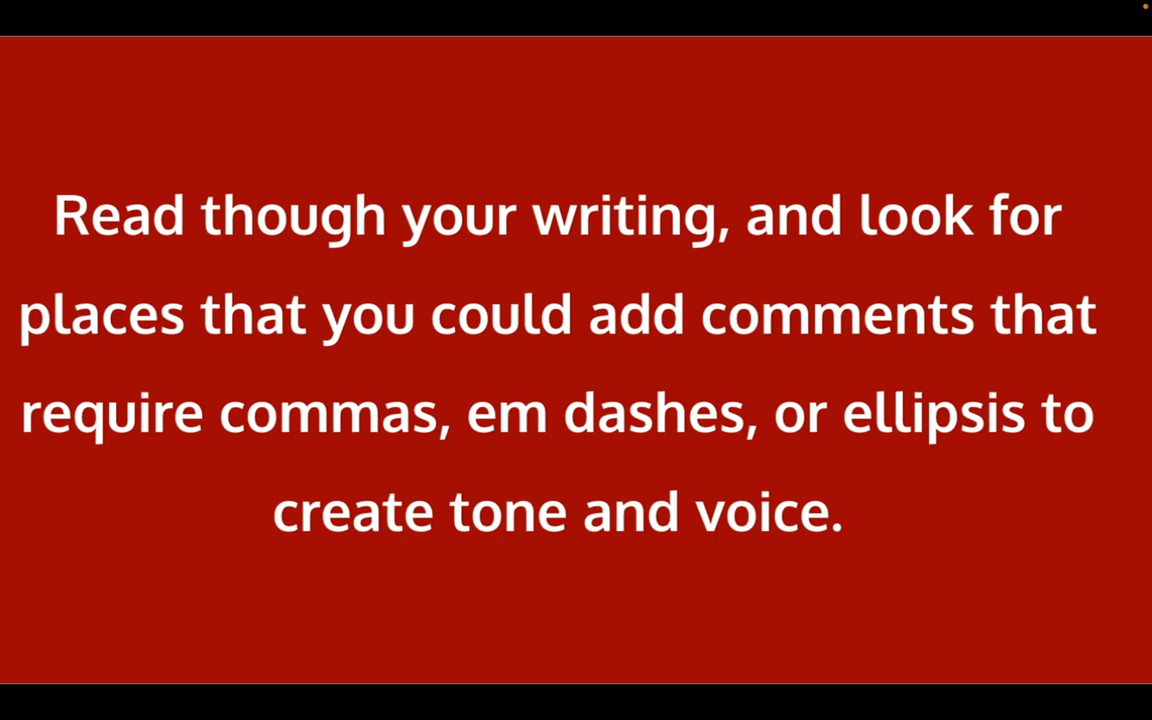 Read though your writing, and look for
places that you could add comments that
require commas, em dashes, or ellipsis to
create tone and voice.